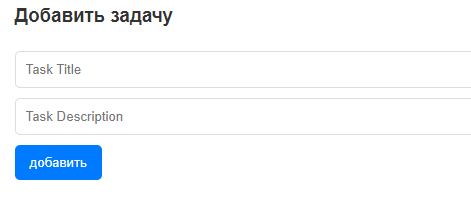 Добавить задачу
Task Title
Task Description
добавить